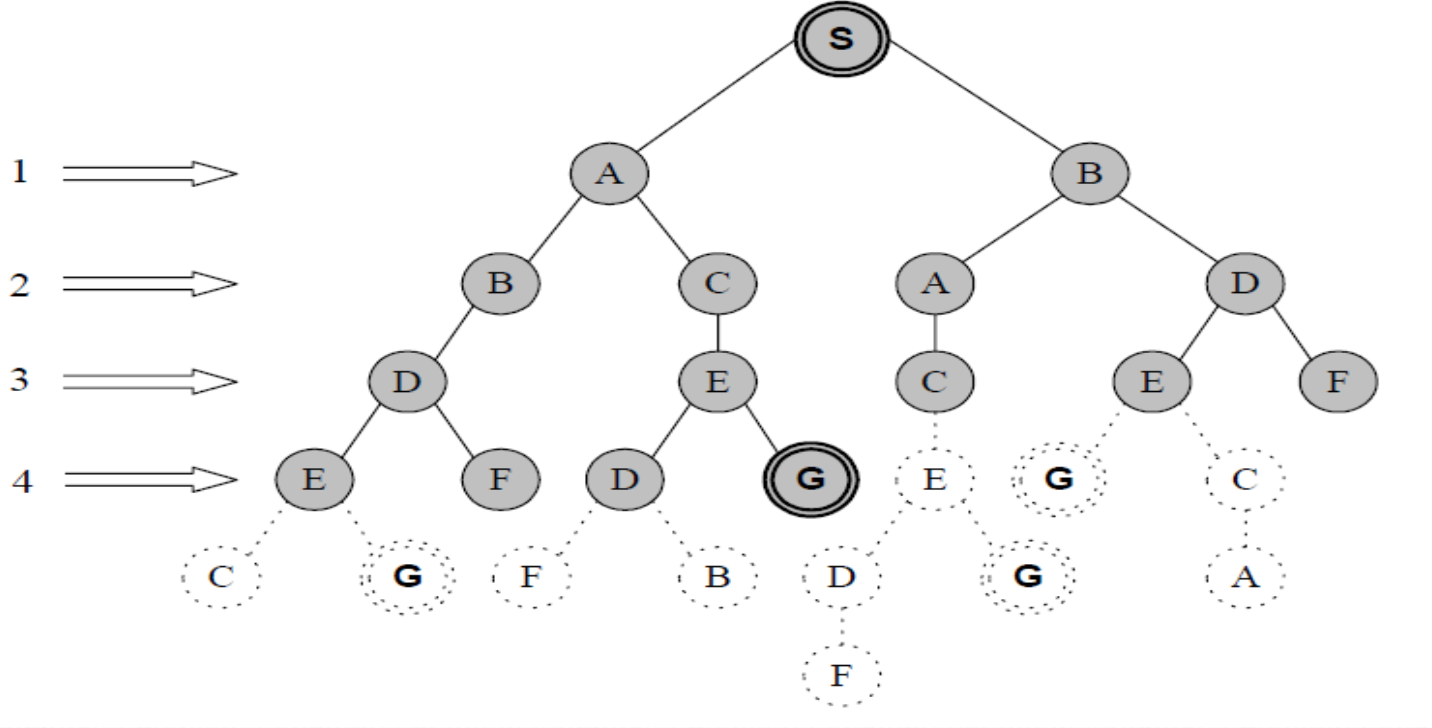 S
1 A B
2 B C A D
3 D E C E F
4 E F D G E G C
C G F B D G A
F